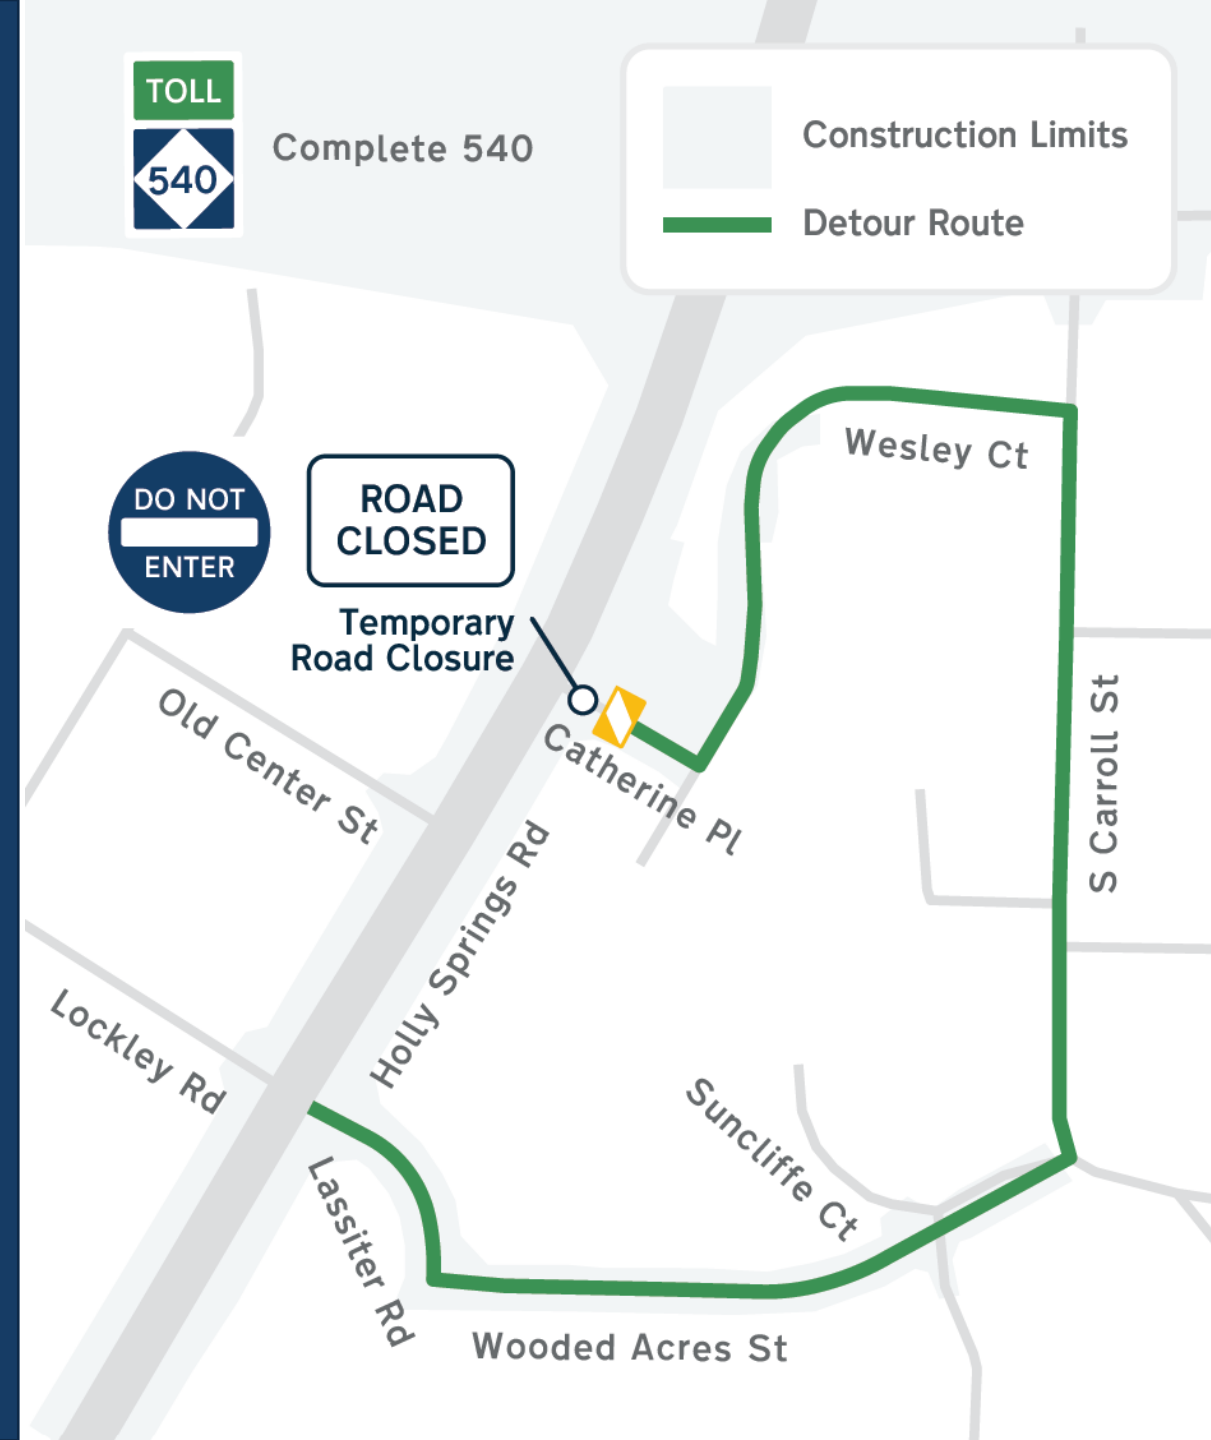 TOLL
540
Complete 540
Construction Limits
Detour Route
Wesley Ct
DO NOT
ENTER
ROAD
CLOSED
Temporary
Road Closure
Old Center St
Catherine Pl
S Carroll St
Holly Springs Rd
Lockley Rd
Suncliffe Ct
Lassiter Rd
Wooded Acres St